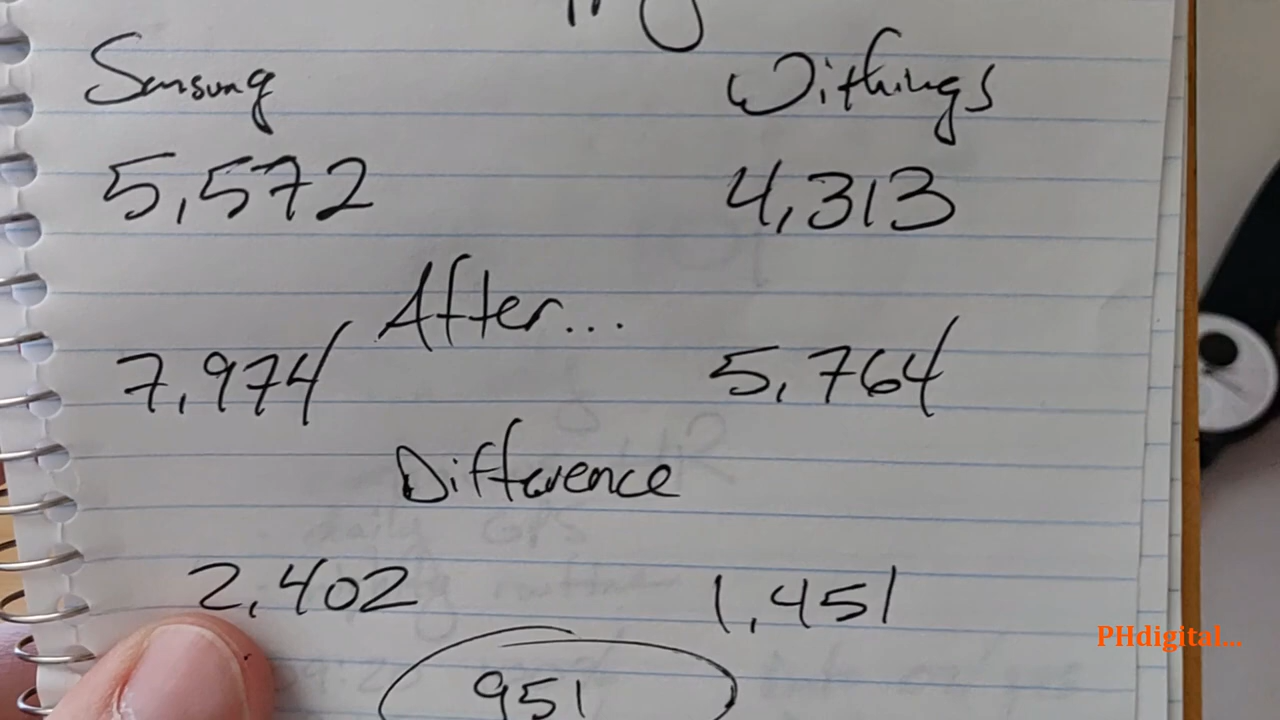 Samsung Withings
5,572 4,313
After...
7,974 5,764
Difference
2,402 1,451
951
PHdigital...